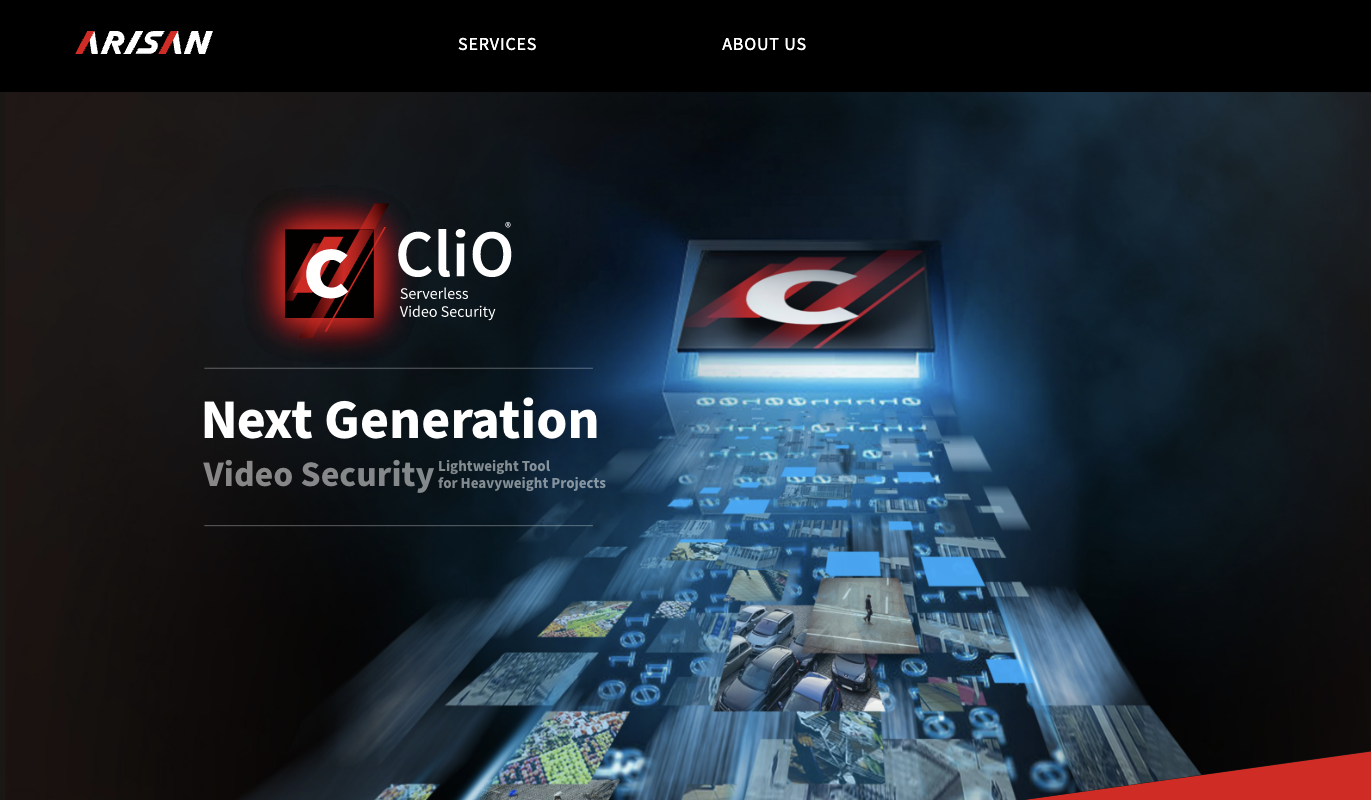 ARISAN
SERVICES
ABOUT US
CliO®
Serverless
Video Security
Next Generation
Video Security
Lightweight Tool
for Heavyweight Projects